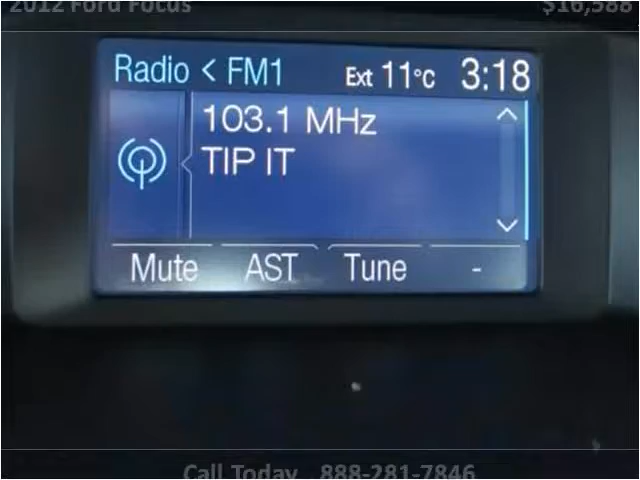 2012 Ford Focus $16,588
Radio < FM1 Ext 11°C 3:18
103.1 MHz
TIP IT
Mute AST Tune -
Call Today 888-281-7846